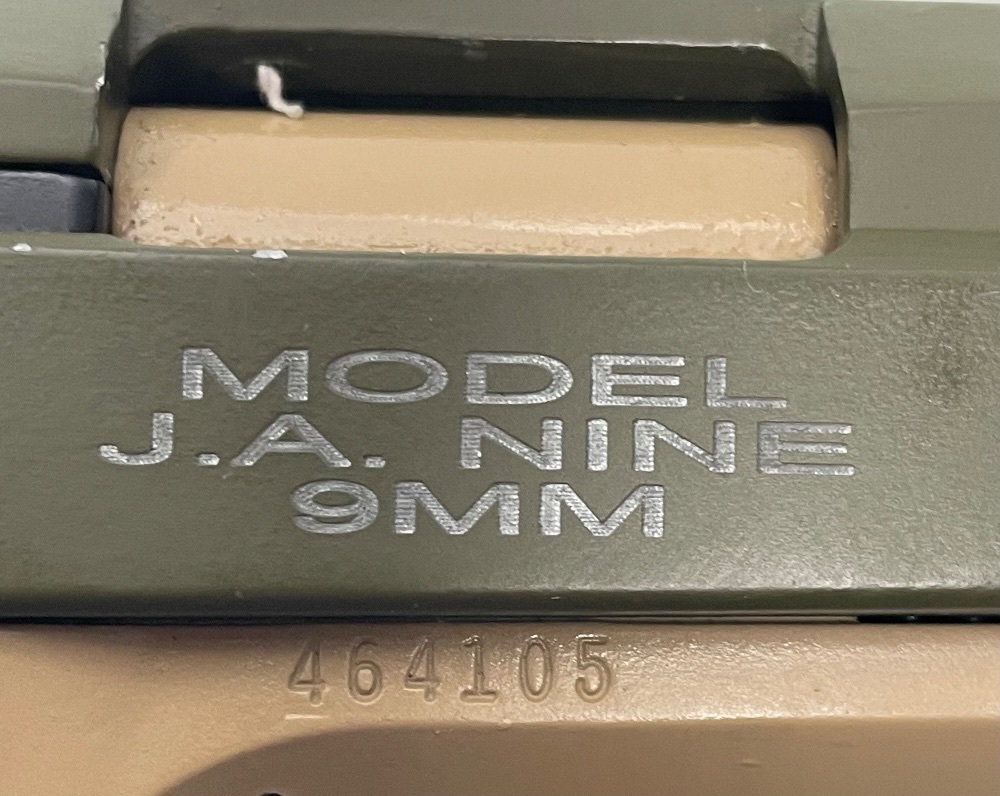 MODEL
J.A. NINE
9MM
464105